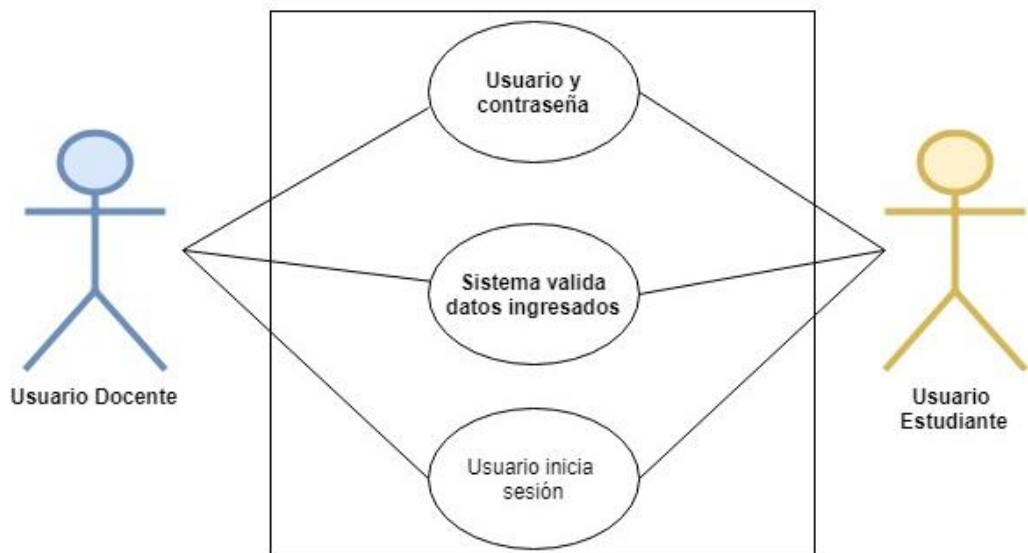 Usuario y
contraseña
Sistema valida
datos ingresados
Usuario Docente
Usuario
Estudiante
Usuario inicia
sesión